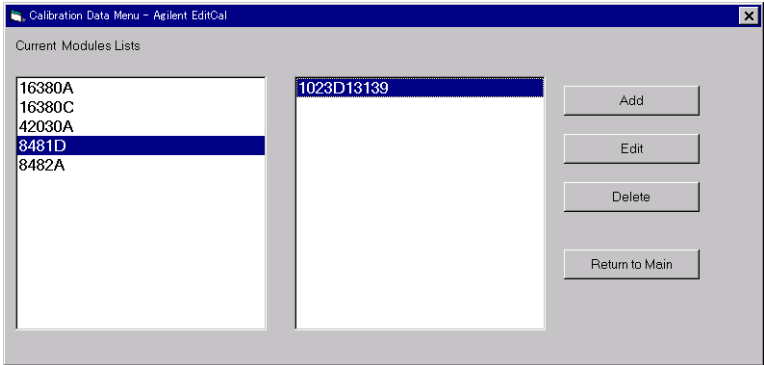 Calibration Data Menu - Agilent EditCal
Current Modules Lists
16380A
16380C
42030A
8481D
8482A
1023D13139
Add
Edit
Delete
Return to Main